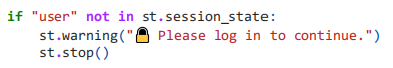 if "user" not in st.session_state:
    st.warning("🔒 Please log in to continue.")
    st.stop()